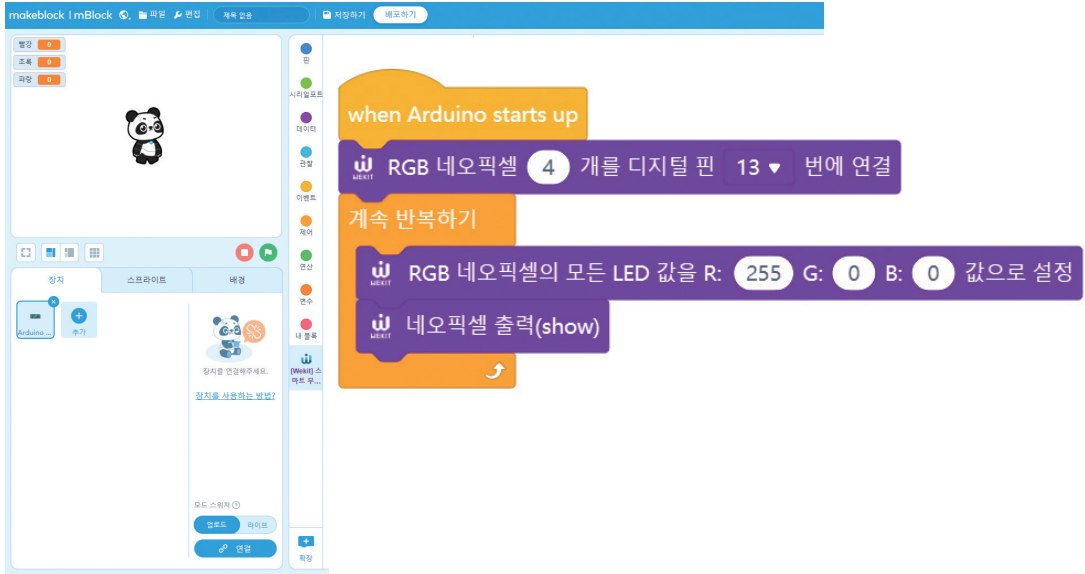 makeblock | mBlock 파일 편집 제목 없음 저장하기 배포하기
빨강 0
초록 0
파랑 0
핀
시리얼포트
데이터
관찰
이벤트
제어
연산
변수
내 블록
[Wekit] 스
마트 무...
확장
when Arduino starts up
WEKIT RGB 네오픽셀 4 개를 디지털 핀 13 번에 연결
계속 반복하기
WEKIT RGB 네오픽셀의 모든 LED 값을 R: 255 G: 0 B: 0 값으로 설정
WEKIT 네오픽셀 출력(show)
장치 스프라이트 배경
Arduino ...
추가
장치를 연결해주세요.
장치를 사용하는 방법?
모드 스위치
업로드 라이브
연결